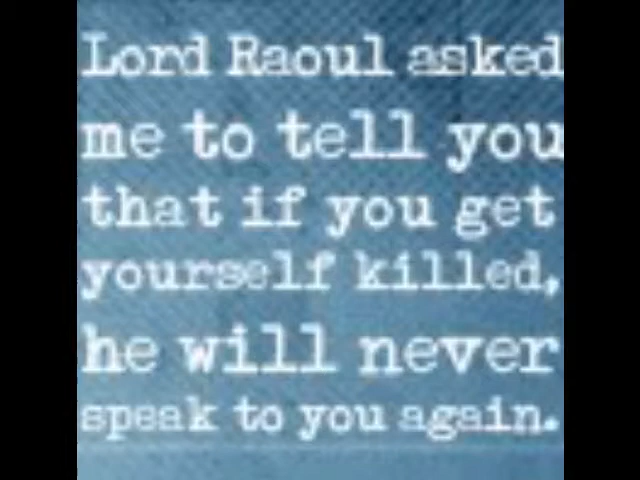 Lord Raoul asked
me to tell you
that if you get
yourself killed,
he will never
speak to you again.